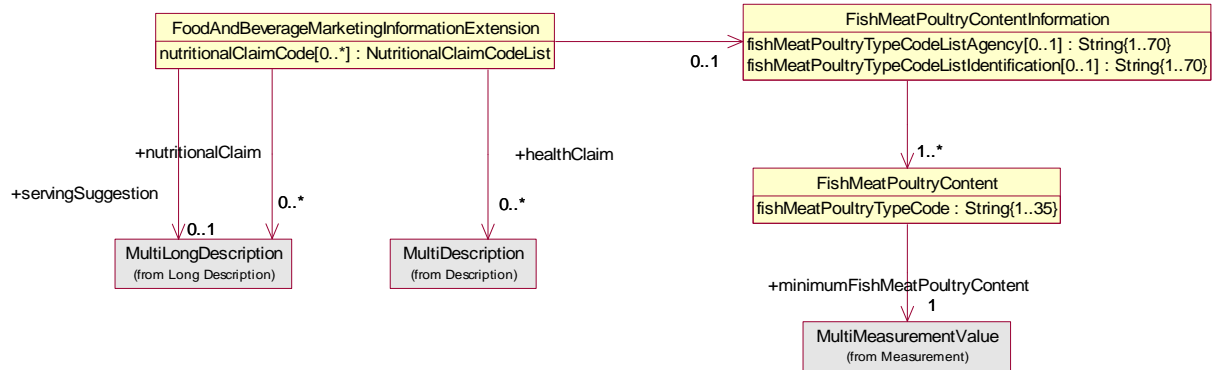 FoodAndBeverageMarketingInformationExtension
nutritionalClaimCode[0..*] : NutritionalClaimCodeList
FishMeatPoultryContentInformation
fishMeatPoultryTypeCodeListAgency[0..1] : String{1..70}
fishMeatPoultryTypeCodeListIdentification[0..1] : String{1..70}
0..1
+nutritionalClaim
+healthClaim
1..*
+servingSuggestion
0..*
0..*
FishMeatPoultryContent
fishMeatPoultryTypeCode : String{1..35}
0..1
MultiLongDescription
(from Long Description)
MultiDescription
(from Description)
+minimumFishMeatPoultryContent
1
MultiMeasurementValue
(from Measurement)